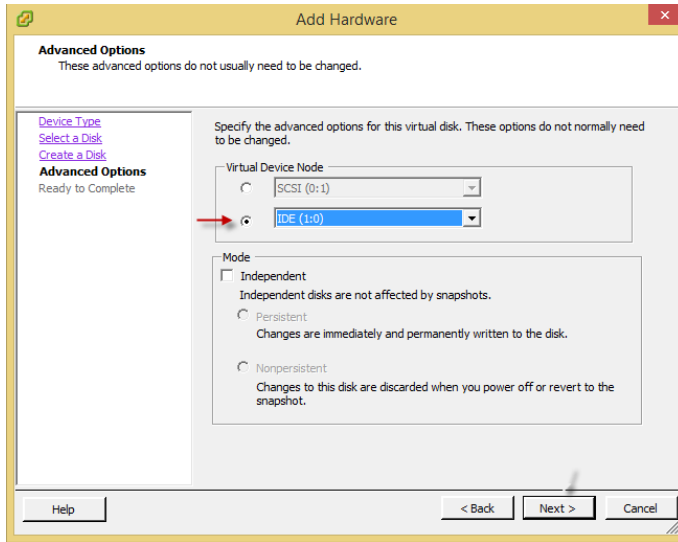 Add Hardware
Advanced Options
These advanced options do not usually need to be changed.
Device Type
Select a Disk
Create a Disk
Advanced Options
Ready to Complete
Specify the advanced options for this virtual disk. These options do not normally need
to be changed.
Virtual Device Node
SCSI (0:1)
IDE (1:0)
Mode
Independent
Independent disks are not affected by snapshots.
Persistent
Changes are immediately and permanently written to the disk.
Nonpersistent
Changes to this disk are discarded when you power off or revert to the
snapshot.
Help
< Back
Next >
Cancel